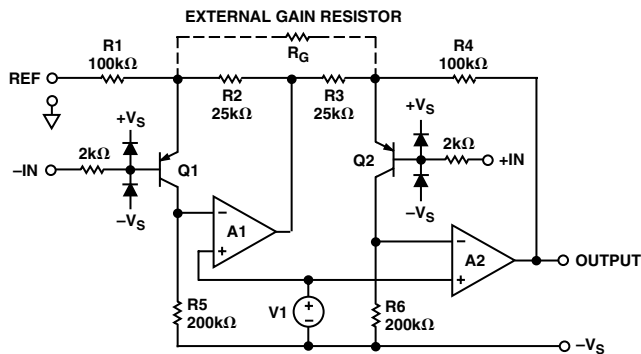 EXTERNAL GAIN RESISTOR
RG
R1
100kΩ
R4
100kΩ
REF
R2
25kΩ
R3
25kΩ
+VS
+VS
2kΩ
2kΩ
–IN
Q1
Q2
+IN
–VS
–VS
–
A1
+
–
A2
+
OUTPUT
R5
200kΩ
V1
+
–
R6
200kΩ
–VS